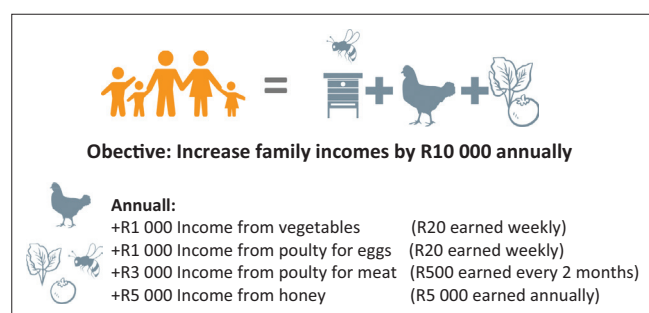 Obective: Increase family incomes by R10 000 annually
Annuall:
+R1 000 Income from vegetables (R20 earned weekly)
+R1 000 Income from poulty for eggs (R20 earned weekly)
+R3 000 Income from poulty for meat (R500 earned every 2 months)
+R5 000 Income from honey (R5 000 earned annually)